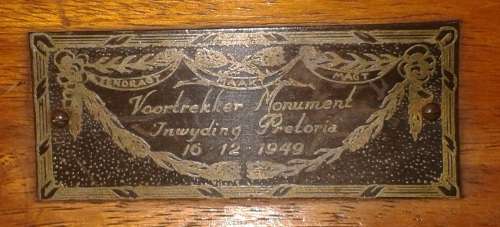 EENDRAGT MAAKT MAGT
Voortrekker Monument
Inwyding Pretoria
16 · 12 · 1949